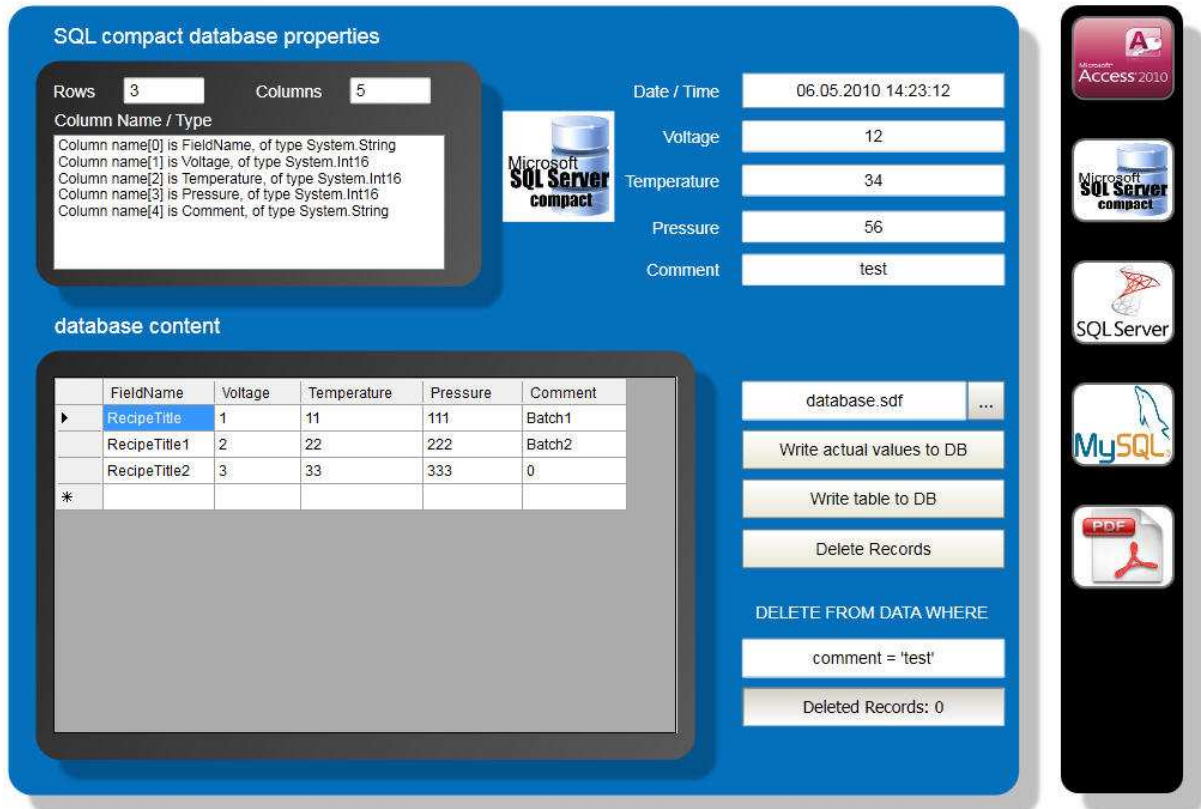 SQL compact database properties
Rows 3 Columns 5
Column Name / Type
Column name[0] is FieldName, of type System.String
Column name[1] is Voltage, of type System.Int16
Column name[2] is Temperature, of type System.Int16
Column name[3] is Pressure, of type System.Int16
Column name[4] is Comment, of type System.String
Microsoft
SQL Server
compact
Date / Time 06.05.2010 14:23:12
Voltage 12
Temperature 34
Pressure 56
Comment test
database content
FieldName Voltage Temperature Pressure Comment
RecipeTitle 1 11 111 Batch1
RecipeTitle1 2 22 222 Batch2
RecipeTitle2 3 33 333 0
database.sdf ...
Write actual values to DB
Write table to DB
Delete Records
DELETE FROM DATA WHERE
comment = 'test'
Deleted Records: 0
A
Microsoft
Access 2010
Microsoft
SQL Server
compact
SQL Server
MySQL
PDF